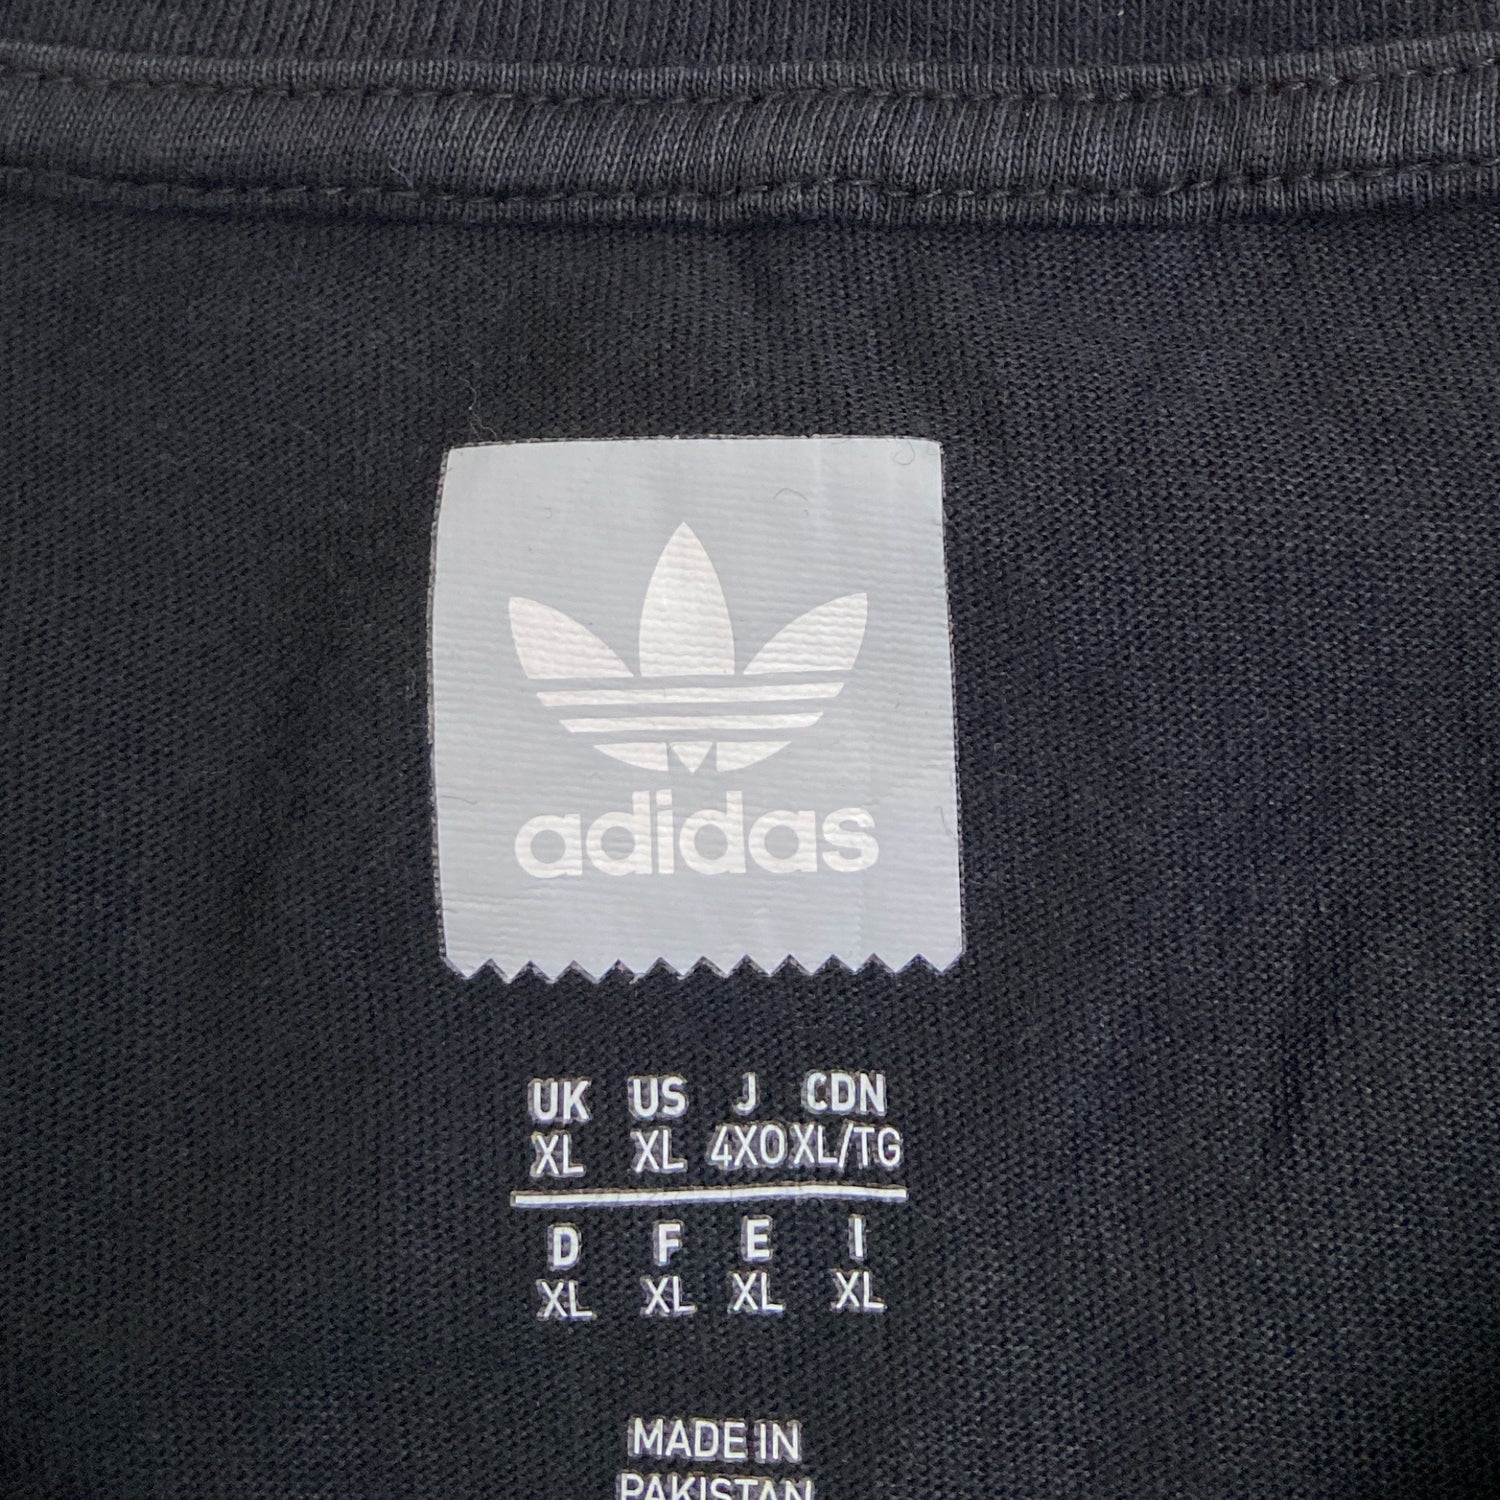 adidas
UK US J CDN
XL XL 4XO XL/TG
D F E I
XL XL XL XL
MADE IN
PAKISTAN